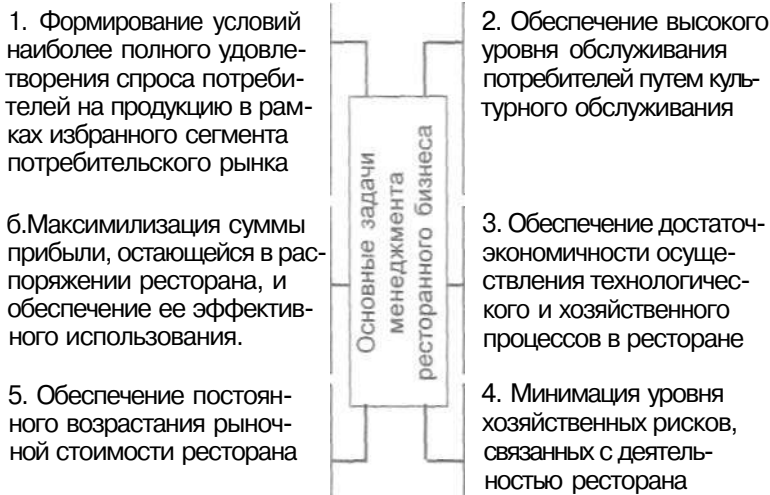 1. Формирование условий
наиболее полного удовле-
творения спроса потреби-
телей на продукцию в рам-
ках избранного сегмента
потребительского рынка
2. Обеспечение высокого
уровня обслуживания
потребителей путем куль-
турного обслуживания
Основные задачи
менеджмента
ресторанного бизнеса
б.Максимилизация суммы
прибыли, остающейся в рас-
поряжении ресторана, и
обеспечение ее эффектив-
ного использования.
3. Обеспечение достаточ-
экономичности осуще-
ствления технологичес-
кого и хозяйственного
процессов в ресторане
5. Обеспечение постоян-
ного возрастания рыноч-
ной стоимости ресторана
4. Минимация уровня
хозяйственных рисков,
связанных с деятель-
ностью ресторана